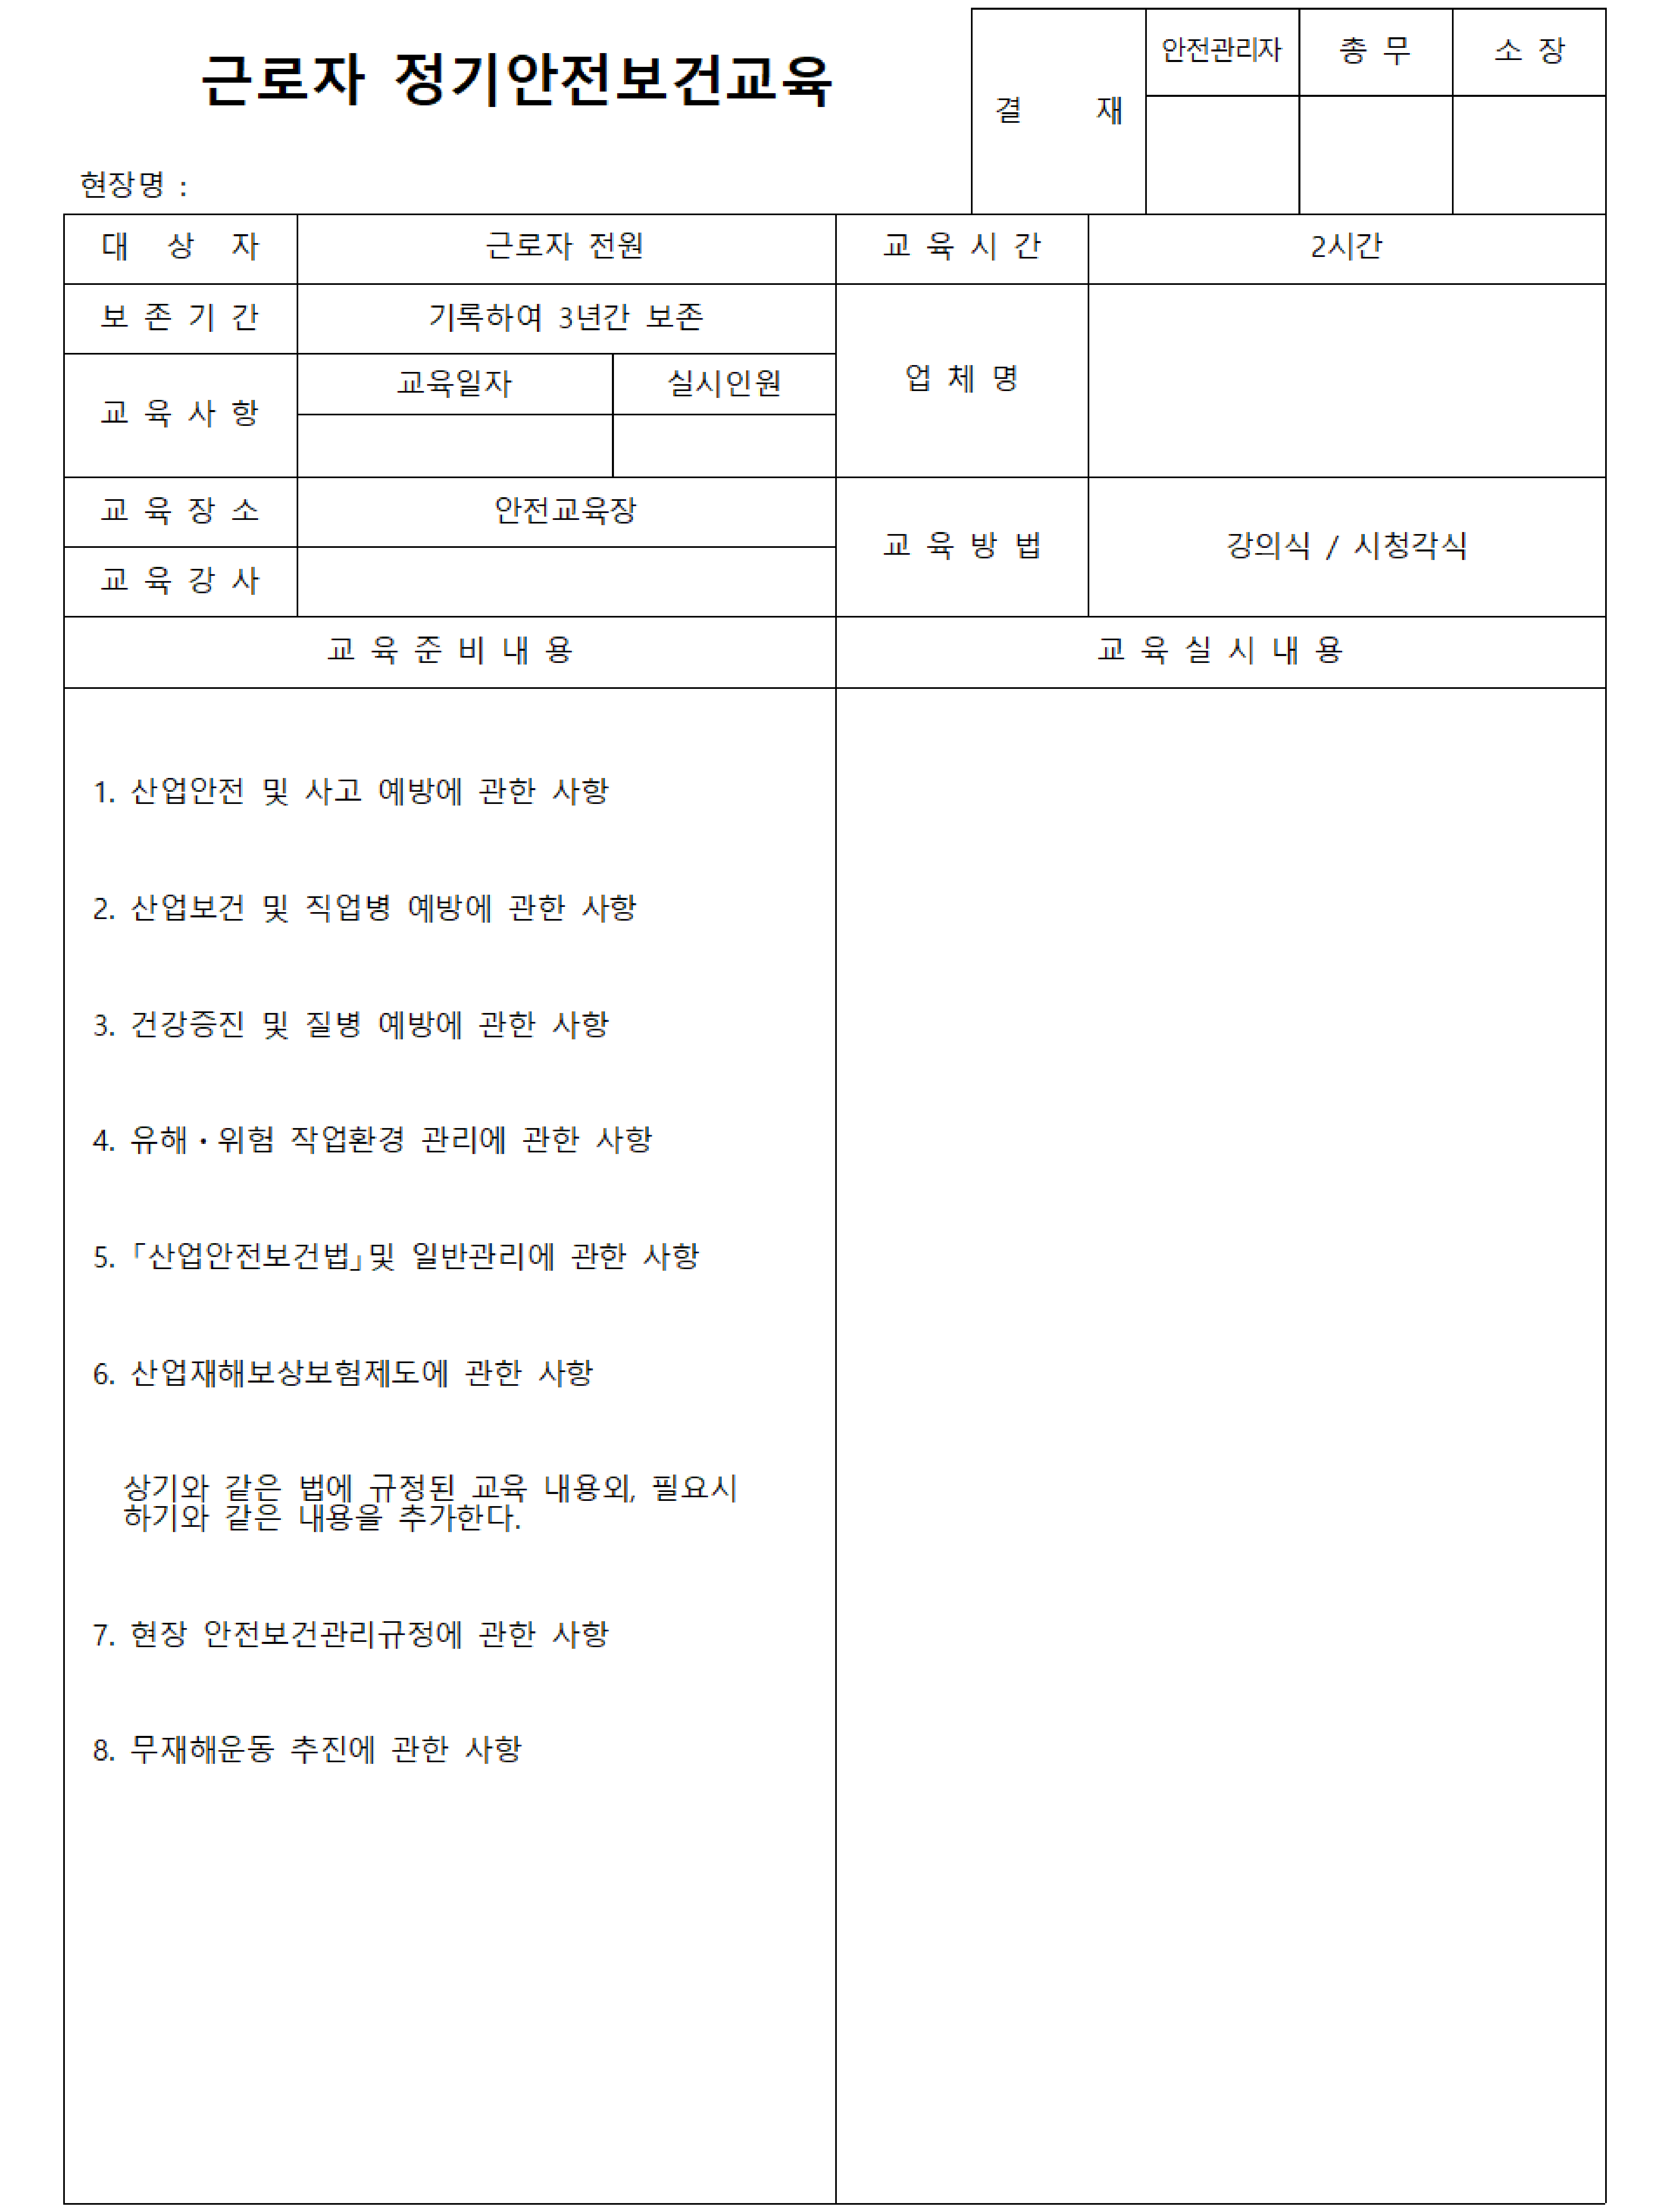 근로자 정기안전보건교육
결 재
안전관리자
총 무
소 장
현장명 :
대 상 자
근로자 전원
교 육 시 간
2시간
보 존 기 간
기록하여 3년간 보존
업 체 명
교 육 사 항
교육일자
실시인원
교 육 장 소
안전교육장
교 육 방 법
강의식 / 시청각식
교 육 강 사
교 육 준 비 내 용
교 육 실 시 내 용
1. 산업안전 및 사고 예방에 관한 사항
2. 산업보건 및 직업병 예방에 관한 사항
3. 건강증진 및 질병 예방에 관한 사항
4. 유해·위험 작업환경 관리에 관한 사항
5. 「산업안전보건법」및 일반관리에 관한 사항
6. 산업재해보상보험제도에 관한 사항
상기와 같은 법에 규정된 교육 내용외, 필요시
하기와 같은 내용을 추가한다.
7. 현장 안전보건관리규정에 관한 사항
8. 무재해운동 추진에 관한 사항